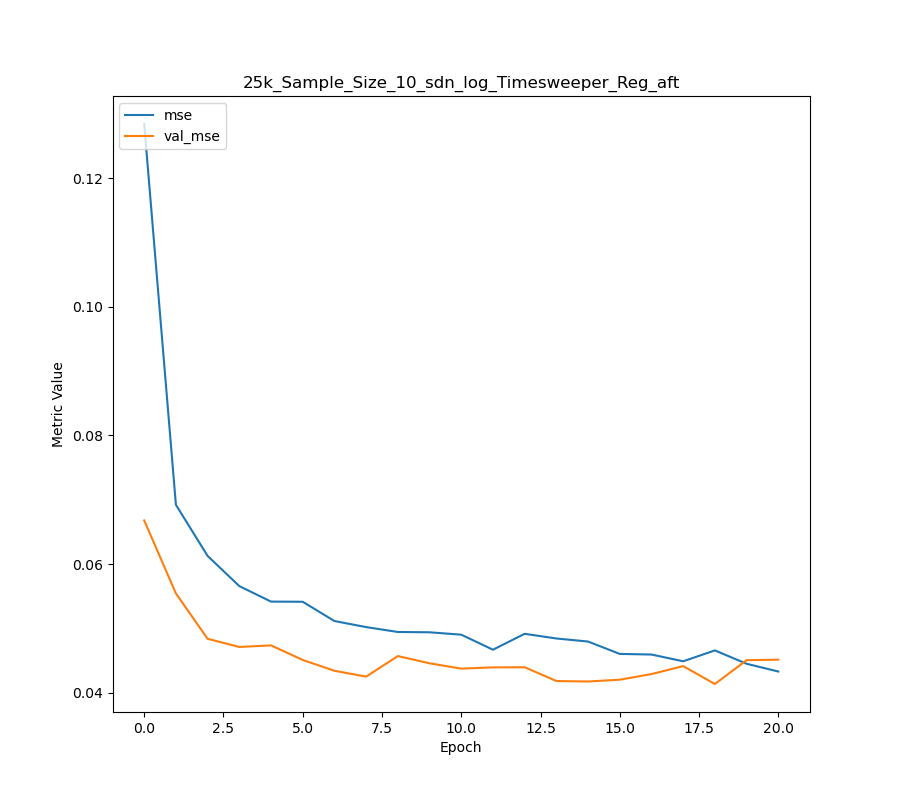 25k_Sample_Size_10_sdn_log_Timesweeper_Reg_aft
mse
val_mse
0.12
0.10
0.08
0.06
0.04
Metric Value
0.0 2.5 5.0 7.5 10.0 12.5 15.0 17.5 20.0
Epoch